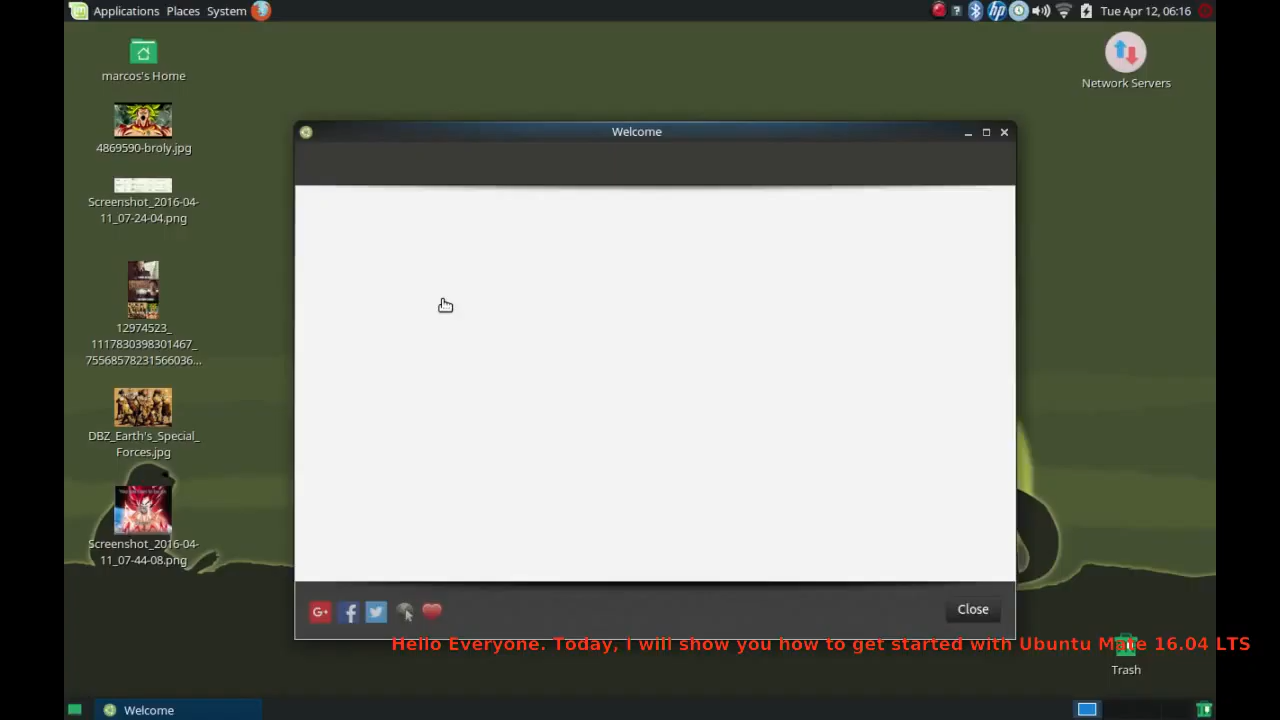 Applications Places System
Tue Apr 12, 06:16
marcos's Home
Network Servers
4869590-broly.jpg
Welcome
Screenshot_2016-04-
11_07-24-04.png
12974523_
1117830398301467_
75568578231566036...
DBZ_Earth's_Special_
Forces.jpg
Screenshot_2016-04-
11_07-44-08.png
G+
Close
Hello Everyone. Today, I will show you how to get started with Ubuntu Mate 16.04 LTS
Trash
Welcome